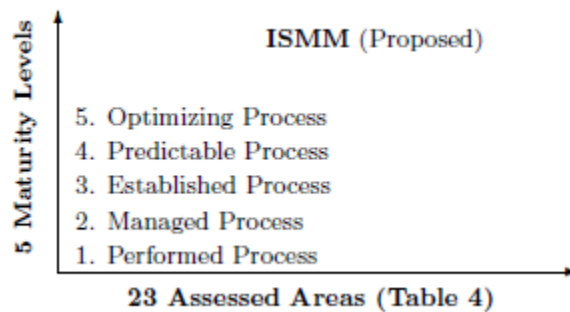 ISMM (Proposed)
5 Maturity Levels
5. Optimizing Process
4. Predictable Process
3. Established Process
2. Managed Process
1. Performed Process
23 Assessed Areas (Table 4)